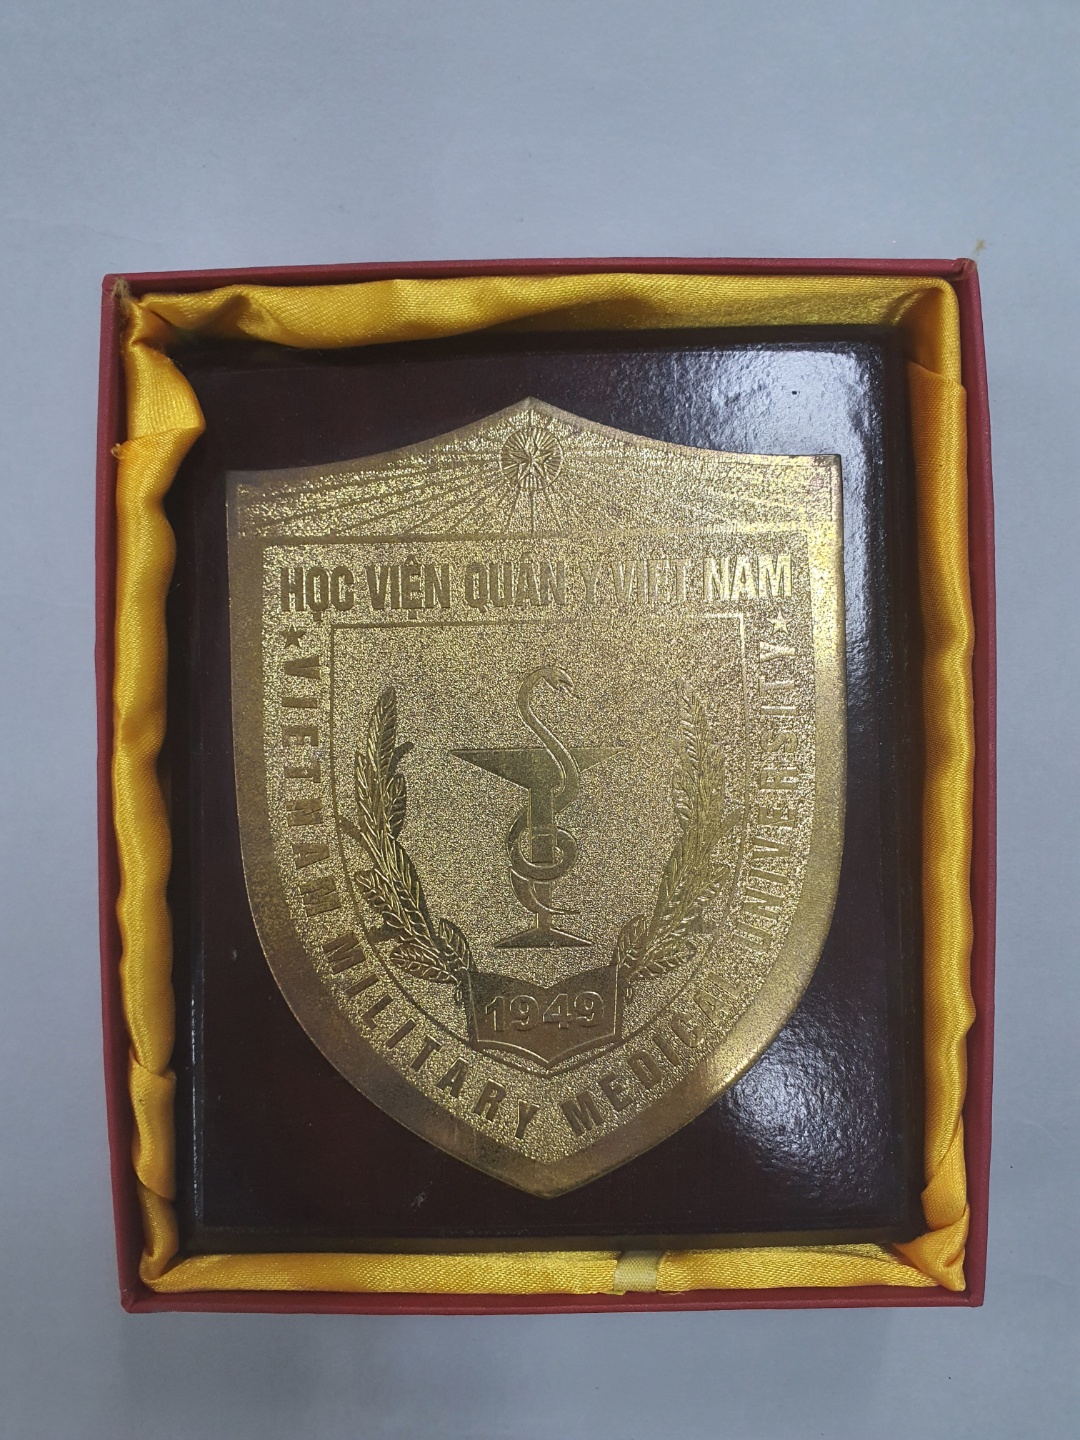 HỌC VIỆN QUÂN Y VIỆT NAM
★ VIETNAM MILITARY MEDICAL UNIVERSITY ★
1949